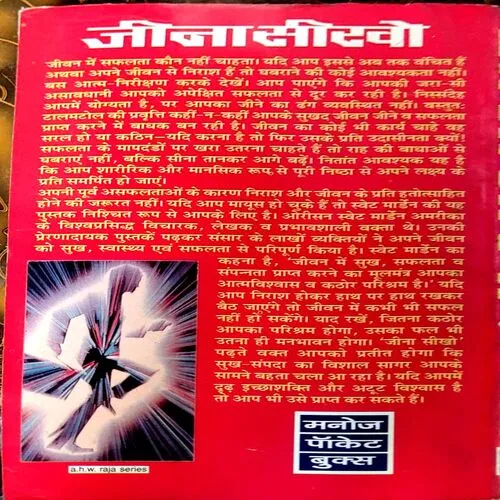 जीना सीखो
जीवन में सफलता कौन नहीं चाहता। यदि आप इससे अब तक वंचित हैं
अथवा अपने जीवन से निराश हैं तो घबराने की कोई आवश्यकता नहीं।
बस आत्म-निरीक्षण करके देखें। आप पाएंगे कि आपकी जरा-भी
असावधानी ने आपको अपेक्षित सफलता से दूर कर रखा है। निःसंदेह
आपमें योग्यता है, पर आपका जीने का ढंग व्यवस्थित नहीं। वस्तुतः
टालमटोल की प्रवृत्ति कहीं-न-कहीं आपके सुखद जीवन जीने व सफलता
प्राप्त करने में बाधक बन रही है। जीवन का कोई भी कार्य चाहे वह
सरल हो या कठिन–यदि करना है तो फिर उसके प्रति उदासीनता क्यों!
सफलता के मापदंडों पर खरा उतरना चाहते हैं तो राह की बाधाओं से
घबराएं नहीं, बल्कि सीना तानकर आगे बढ़ें। नितांत आवश्यक यह है
कि आप शारीरिक और मानसिक रूप से पूरी निष्ठा से अपने लक्ष्य के
प्रति समर्पित हो जाएं।
अपनी पूर्व असफलताओं के कारण निराश और जीवन के प्रति हतोत्साहित
होने की जरूरत नहीं। यदि आप मायूस हो चुके हैं तो स्वेट मार्डेन की यह
पुस्तक निश्चित रूप से आपके लिए है। ऑरीसन स्वेट मार्डेन अमरीका
के विश्वप्रसिद्ध विचारक, लेखक व प्रभावशाली वक्ता थे। उनकी
प्रेरणादायक पुस्तकें पढ़कर संसार के लाखों व्यक्तियों ने अपने जीवन
को सुख, स्वास्थ्य एवं सफलता से परिपूर्ण किया है। स्वेट मार्डेन का
कहना है, 'जीवन में सुख, सफलता व
संपन्नता प्राप्त करने का मूलमंत्र आपका
आत्मविश्वास व कठोर परिश्रम है।' यदि
आप निराश होकर हाथ पर हाथ रखकर
बैठ जाएंगे तो जीवन में कभी भी सफल
नहीं हो सकेंगे। याद रखें, जितना कठोर
आपका परिश्रम होगा, उसका फल भी
उतना ही मनभावन होगा। 'जीना सीखो'
पढ़ते वक्त आपको प्रतीत होगा कि
सुख-संपदा का विशाल सागर आपके
सामने बहता चला आ रहा है। यदि आपमें
दृढ़ इच्छाशक्ति और अटूट विश्वास है
तो आप भी उसे प्राप्त कर सकते हैं।
मनोज
पॉकेट
बुक्स
a.h.w. raja series